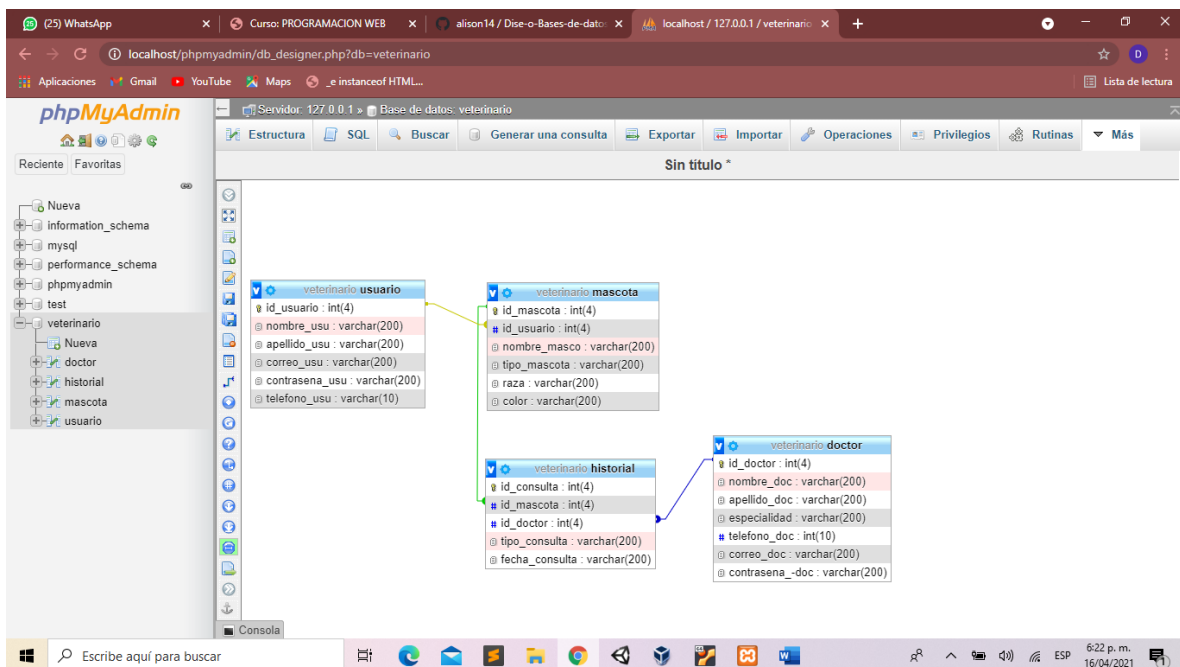 (25) WhatsApp
Curso: PROGRAMACION WEB
alison14 / Dise-o-Bases-de-datos
localhost / 127.0.0.1 / veterinario
localhost/phpmyadmin/db_designer.php?db=veterinario
D
Aplicaciones
Gmail
YouTube
Maps
_e instanceof HTML...
Lista de lectura
phpMyAdmin
Reciente
Favoritas
Nueva
information_schema
mysql
performance_schema
phpmyadmin
test
veterinario
Nueva
doctor
historial
mascota
usuario
Servidor: 127.0.0.1 » Base de datos: veterinario
Estructura
SQL
Buscar
Generar una consulta
Exportar
Importar
Operaciones
Privilegios
Rutinas
Más
Sin título *
veterinario usuario
id_usuario : int(4)
nombre_usu : varchar(200)
apellido_usu : varchar(200)
correo_usu : varchar(200)
contrasena_usu : varchar(200)
telefono_usu : varchar(10)
veterinario mascota
id_mascota : int(4)
# id_usuario : int(4)
nombre_masco : varchar(200)
tipo_mascota : varchar(200)
raza : varchar(200)
color : varchar(200)
veterinario historial
id_consulta : int(4)
# id_mascota : int(4)
# id_doctor : int(4)
tipo_consulta : varchar(200)
fecha_consulta : varchar(200)
veterinario doctor
id_doctor : int(4)
nombre_doc : varchar(200)
apellido_doc : varchar(200)
especialidad : varchar(200)
# telefono_doc : int(10)
correo_doc : varchar(200)
contrasena_-doc : varchar(200)
Consola
Escribe aquí para buscar
ESP
6:22 p. m.
16/04/2021